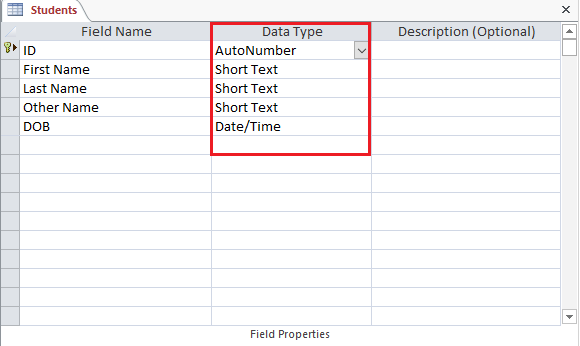 Students
Field Name Data Type Description (Optional)
ID AutoNumber
First Name Short Text
Last Name Short Text
Other Name Short Text
DOB Date/Time
Field Properties